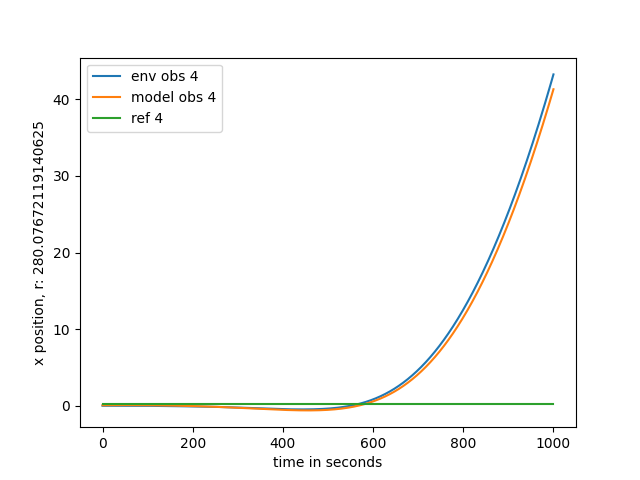 env obs 4
model obs 4
ref 4
x position, r: 280.07672119140625
40
30
20
10
0
0 200 400 600 800 1000
time in seconds